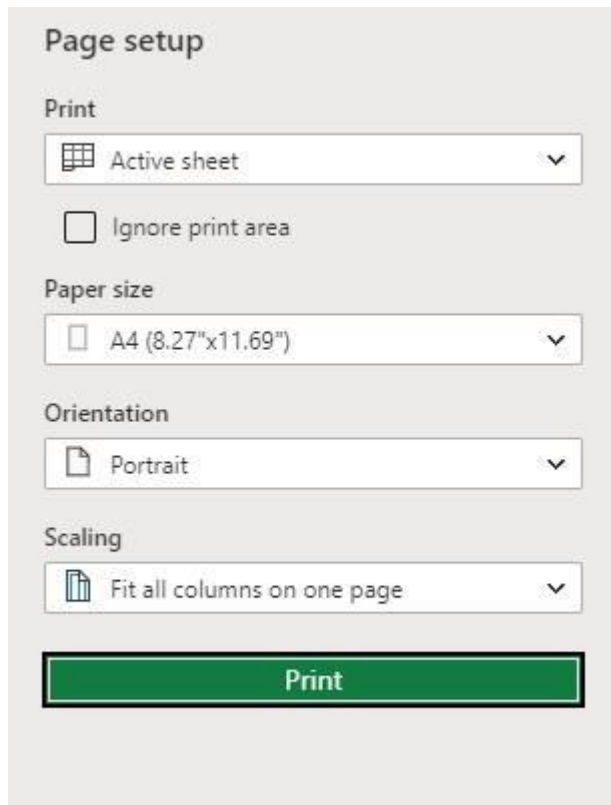 Page setup
Print
Active sheet
Ignore print area
Paper size
A4 (8.27"x11.69")
Orientation
Portrait
Scaling
Fit all columns on one page
Print